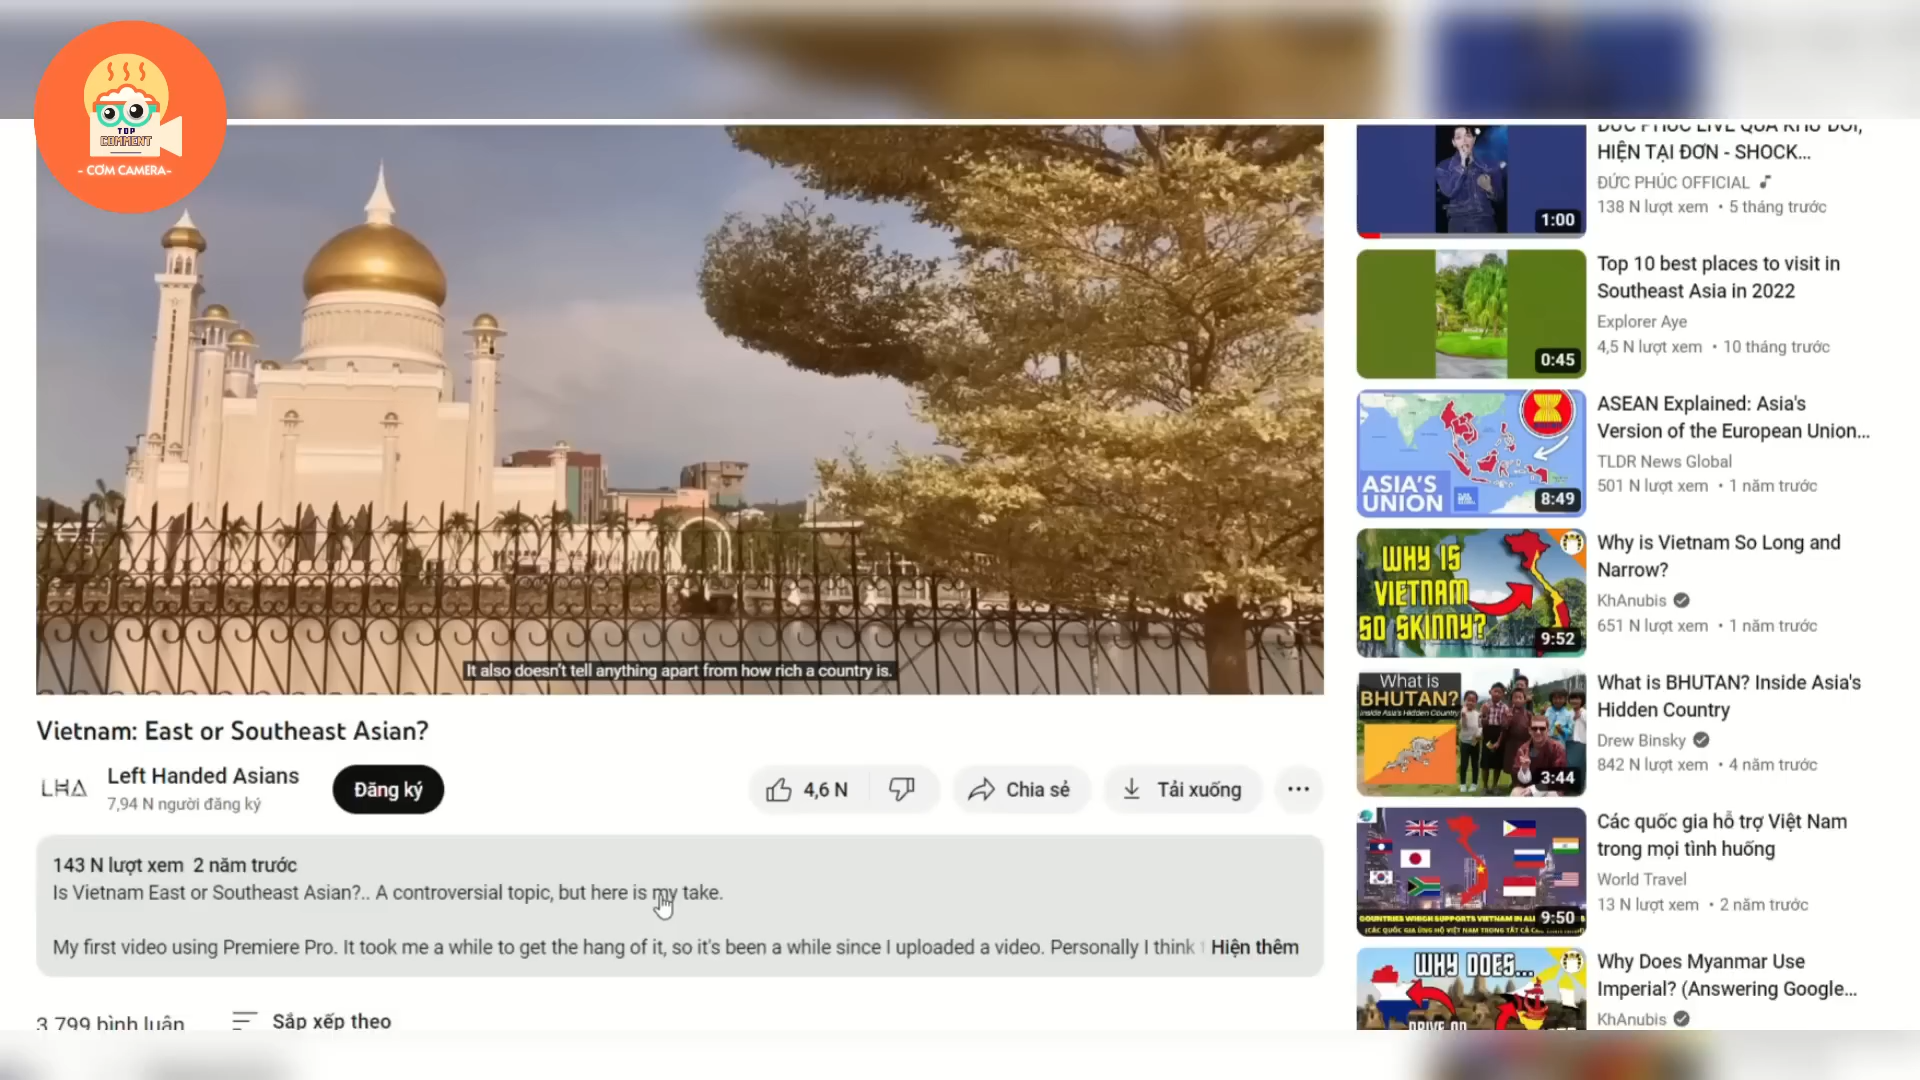 TOP
COMMENT
- CƠM CAMERA-
It also doesn't tell anything apart from how rich a country is.
Vietnam: East or Southeast Asian?
LHA
Left Handed Asians
7,94 N người đăng ký
Đăng ký
4,6 N
Chia sẻ
Tải xuống
143 N lượt xem 2 năm trước
Is Vietnam East or Southeast Asian?.. A controversial topic, but here is my take.
My first video using Premiere Pro. It took me a while to get the hang of it, so it's been a while since I uploaded a video. Personally I think
Hiện thêm
3.799 bình luận
Sắp xếp theo
ĐỨC PHÚC LIVE QUÁ KHỨ ĐÔI,
HIỆN TẠI ĐƠN - SHOCK...
ĐỨC PHÚC OFFICIAL
138 N lượt xem • 5 tháng trước
1:00
Top 10 best places to visit in
Southeast Asia in 2022
Explorer Aye
4,5 N lượt xem • 10 tháng trước
0:45
ASIA'S
UNION
8:49
ASEAN Explained: Asia's
Version of the European Union...
TLDR News Global
501 N lượt xem • 1 năm trước
WHY IS
VIETNAM
SO SKINNY?
9:52
Why is Vietnam So Long and
Narrow?
KhAnubis
651 N lượt xem • 1 năm trước
What is
BHUTAN?
Inside Asia's Hidden Country
3:44
What is BHUTAN? Inside Asia's
Hidden Country
Drew Binsky
842 N lượt xem • 4 năm trước
9:50
Các quốc gia hỗ trợ Việt Nam
trong mọi tình huống
World Travel
13 N lượt xem • 2 năm trước
WHY DOES...
DRIVE ON
Why Does Myanmar Use
Imperial? (Answering Google...
KhAnubis